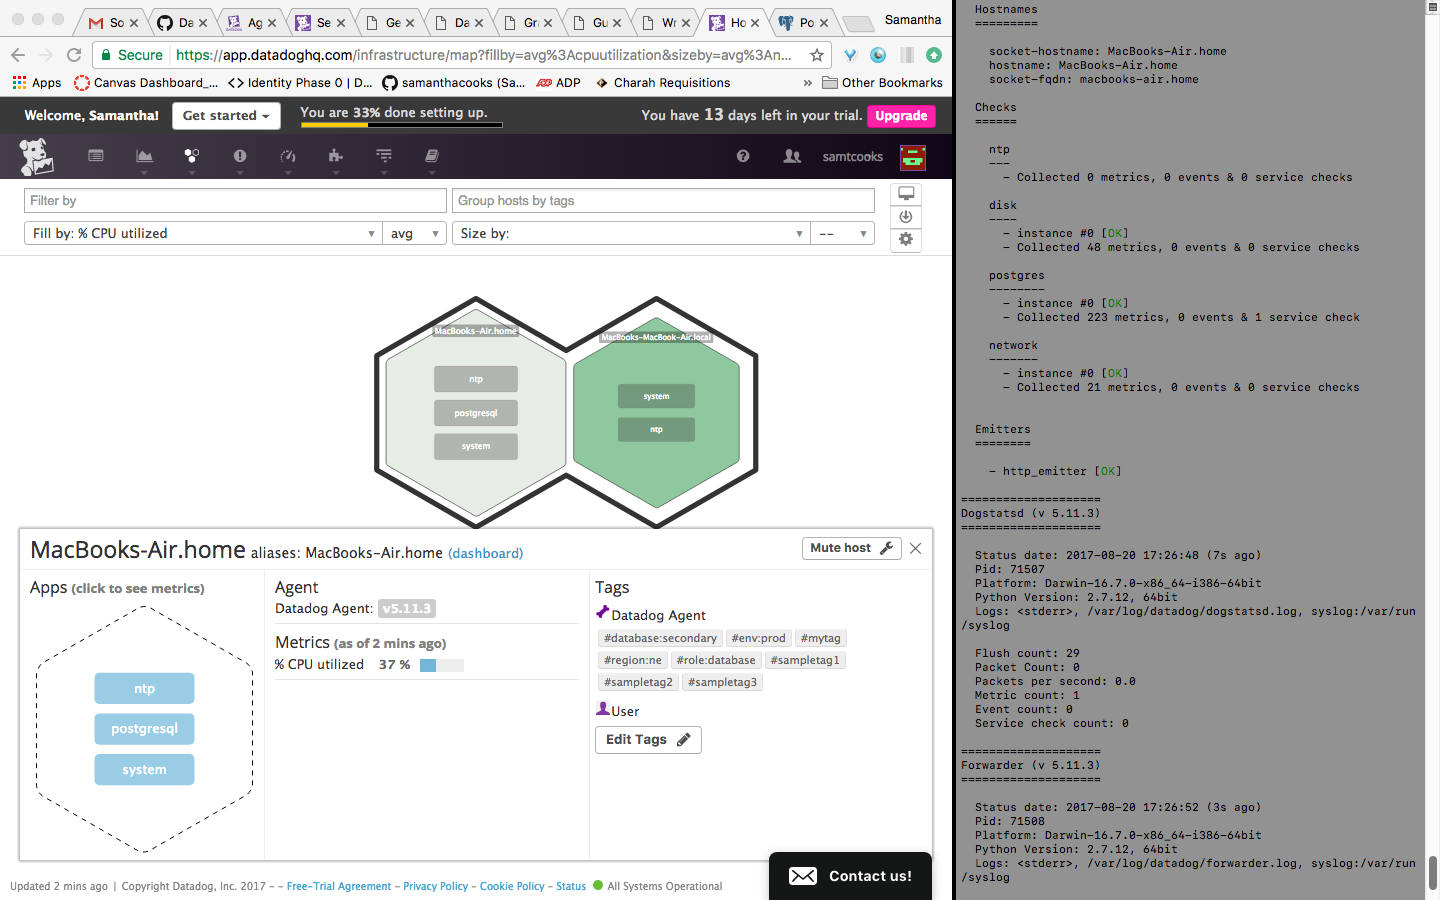 So
Da
Ag
Se
Ge
Da
Gr
Gu
Wr
Ho
Po
Samantha
Secure https://app.datadoghq.com/infrastructure/map?fillby=avg%3Acpuutilization&sizeby=avg%3An...
Apps Canvas Dashboard_... Identity Phase 0 | D... samanthacooks (Sa... ADP Charah Requisitions » Other Bookmarks
Welcome, Samantha! Get started You are 33% done setting up. You have 13 days left in your trial. Upgrade
samtcooks
Filter by Group hosts by tags
Fill by: % CPU utilized avg Size by: --
MacBooks-Air.home
ntp
postgresql
system
MacBooks-MacBook-Air.local
system
ntp
MacBooks-Air.home aliases: MacBooks-Air.home (dashboard) Mute host
Apps (click to see metrics)
ntp
postgresql
system
Agent
Datadog Agent: v5.11.3
Metrics (as of 2 mins ago)
% CPU utilized 37 %
Tags
Datadog Agent
#database:secondary #env:prod #mytag
#region:ne #role:database #sampletag1
#sampletag2 #sampletag3
User
Edit Tags
Contact us!
Updated 2 mins ago | Copyright Datadog, Inc. 2017 - - Free-Trial Agreement - Privacy Policy - Cookie Policy - Status All Systems Operational
Hostnames
=========
socket-hostname: MacBooks-Air.home
hostname: MacBooks-Air.home
socket-fqdn: macbooks-air.home
Checks
======
ntp
---
- Collected 0 metrics, 0 events & 0 service checks
disk
----
- instance #0 [OK]
- Collected 48 metrics, 0 events & 0 service checks
postgres
--------
- instance #0 [OK]
- Collected 223 metrics, 0 events & 1 service check
network
-------
- instance #0 [OK]
- Collected 21 metrics, 0 events & 0 service checks
Emitters
========
- http_emitter [OK]
====================
Dogstatsd (v 5.11.3)
====================
Status date: 2017-08-20 17:26:48 (7s ago)
Pid: 71507
Platform: Darwin-16.7.0-x86_64-i386-64bit
Python Version: 2.7.12, 64bit
Logs: <stderr>, /var/log/datadog/dogstatsd.log, syslog:/var/run
/syslog
Flush count: 29
Packet Count: 0
Packets per second: 0.0
Metric count: 1
Event count: 0
Service check count: 0
====================
Forwarder (v 5.11.3)
====================
Status date: 2017-08-20 17:26:52 (3s ago)
Pid: 71508
Platform: Darwin-16.7.0-x86_64-i386-64bit
Python Version: 2.7.12, 64bit
Logs: <stderr>, /var/log/datadog/forwarder.log, syslog:/var/run
/syslog